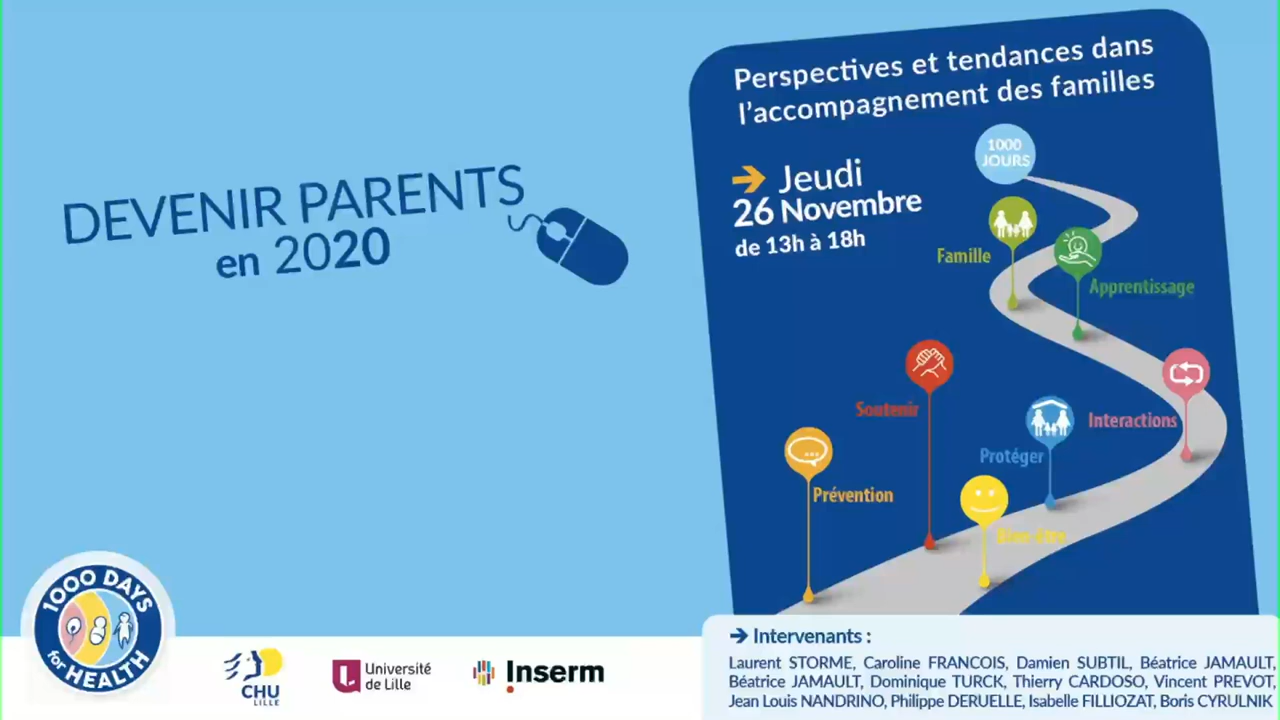 DEVENIR PARENTS
en 2020
Perspectives et tendances dans
l'accompagnement des familles
➔ Jeudi
26 Novembre
de 13h à 18h
1000
JOURS
Famille
Apprentissage
Soutenir
Interactions
Protéger
Prévention
Bien-être
1000 DAYS
for HEALTH
CHU
LILLE
Université
de Lille
Inserm
➔ Intervenants :
Laurent STORME, Caroline FRANCOIS, Damien SUBTIL, Béatrice JAMAULT,
Béatrice JAMAULT, Dominique TURCK, Thierry CARDOSO, Vincent PREVOT,
Jean Louis NANDRINO, Philippe DERUELLE, Isabelle FILLIOZAT, Boris CYRULNIK